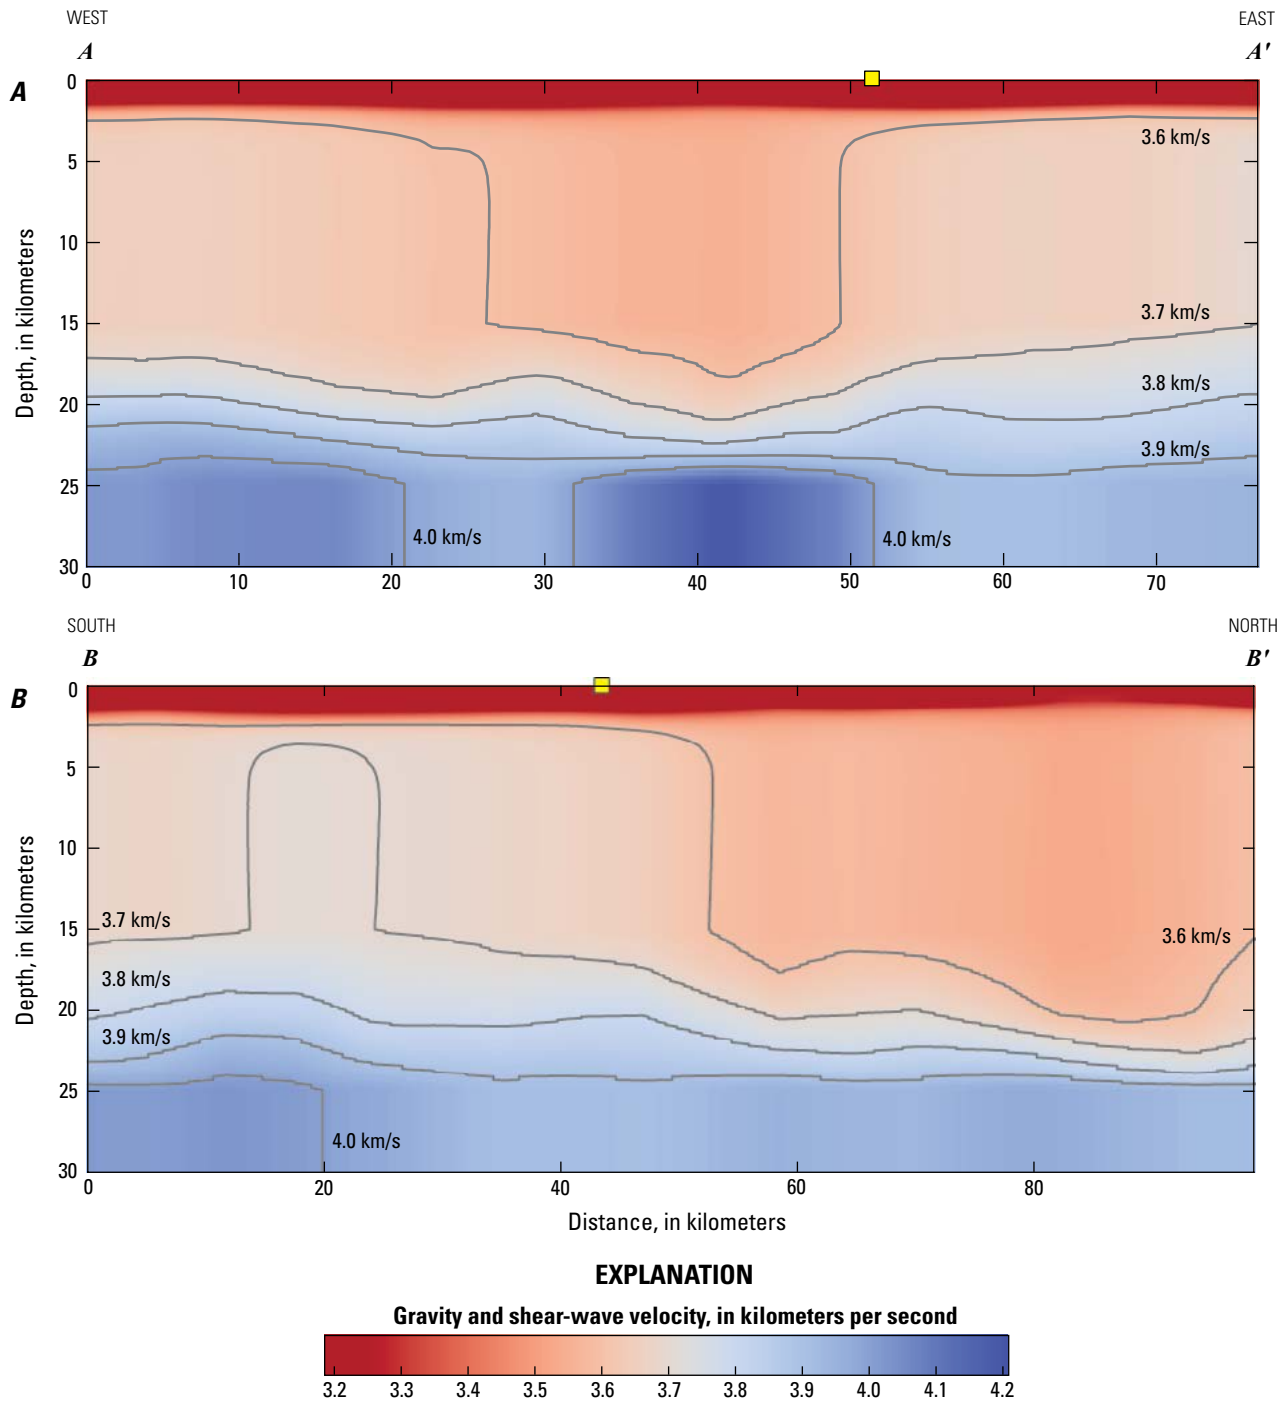 WEST
EAST
A
A'
A
0
5
10
15
20
25
30
Depth, in kilometers
3.6 km/s
3.7 km/s
3.8 km/s
3.9 km/s
4.0 km/s
4.0 km/s
0 10 20 30 40 50 60 70
SOUTH
NORTH
B
B'
B
0
5
10
15
20
25
30
Depth, in kilometers
3.7 km/s
3.6 km/s
3.8 km/s
3.9 km/s
4.0 km/s
0 20 40 60 80
Distance, in kilometers
EXPLANATION
Gravity and shear-wave velocity, in kilometers per second
3.2 3.3 3.4 3.5 3.6 3.7 3.8 3.9 4.0 4.1 4.2